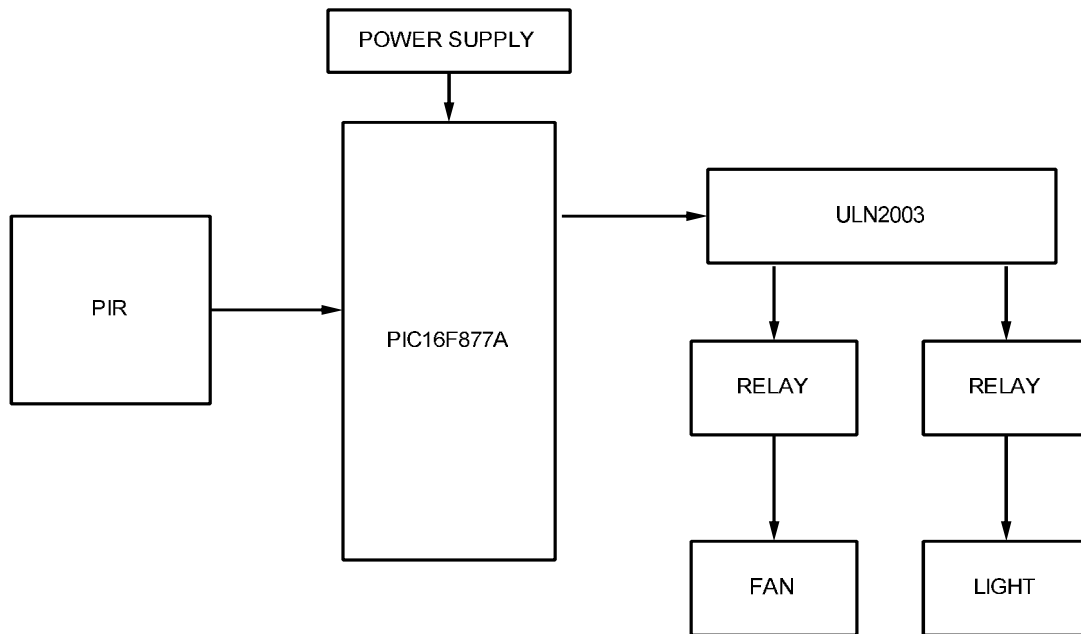 POWER SUPPLY
ULN2003
PIR
PIC16F877A
RELAY
RELAY
FAN
LIGHT